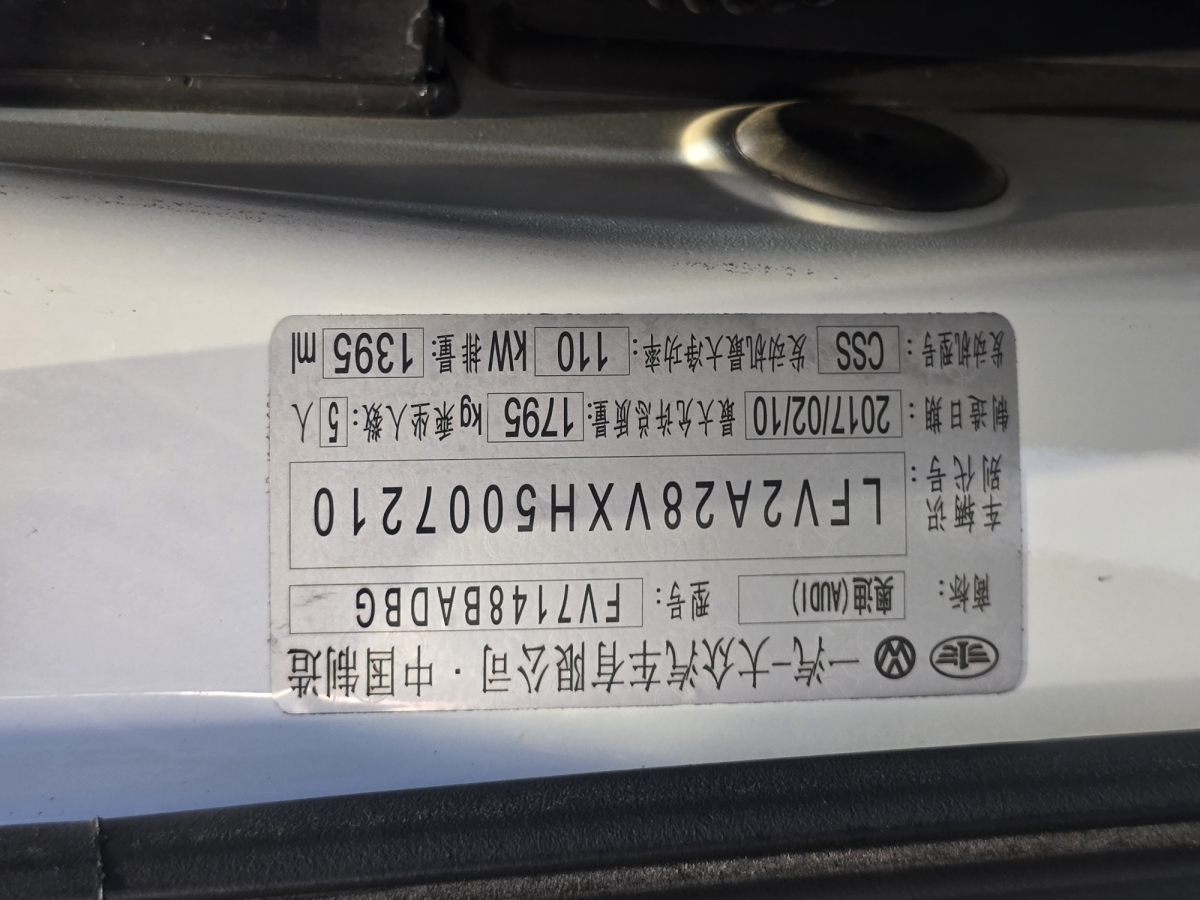 一汽-大众汽车有限公司·中国制造
商标: 奥迪(AUDI) 型号: FV7148BADBG
车辆识别代号: LFV2A28VXH5007210
制造日期: 2017/02/10 最大允许总质量: 1795 kg 乘坐人数: 5 人
发动机型号: CSS 发动机最大净功率: 110 kW 排量: 1395 ml